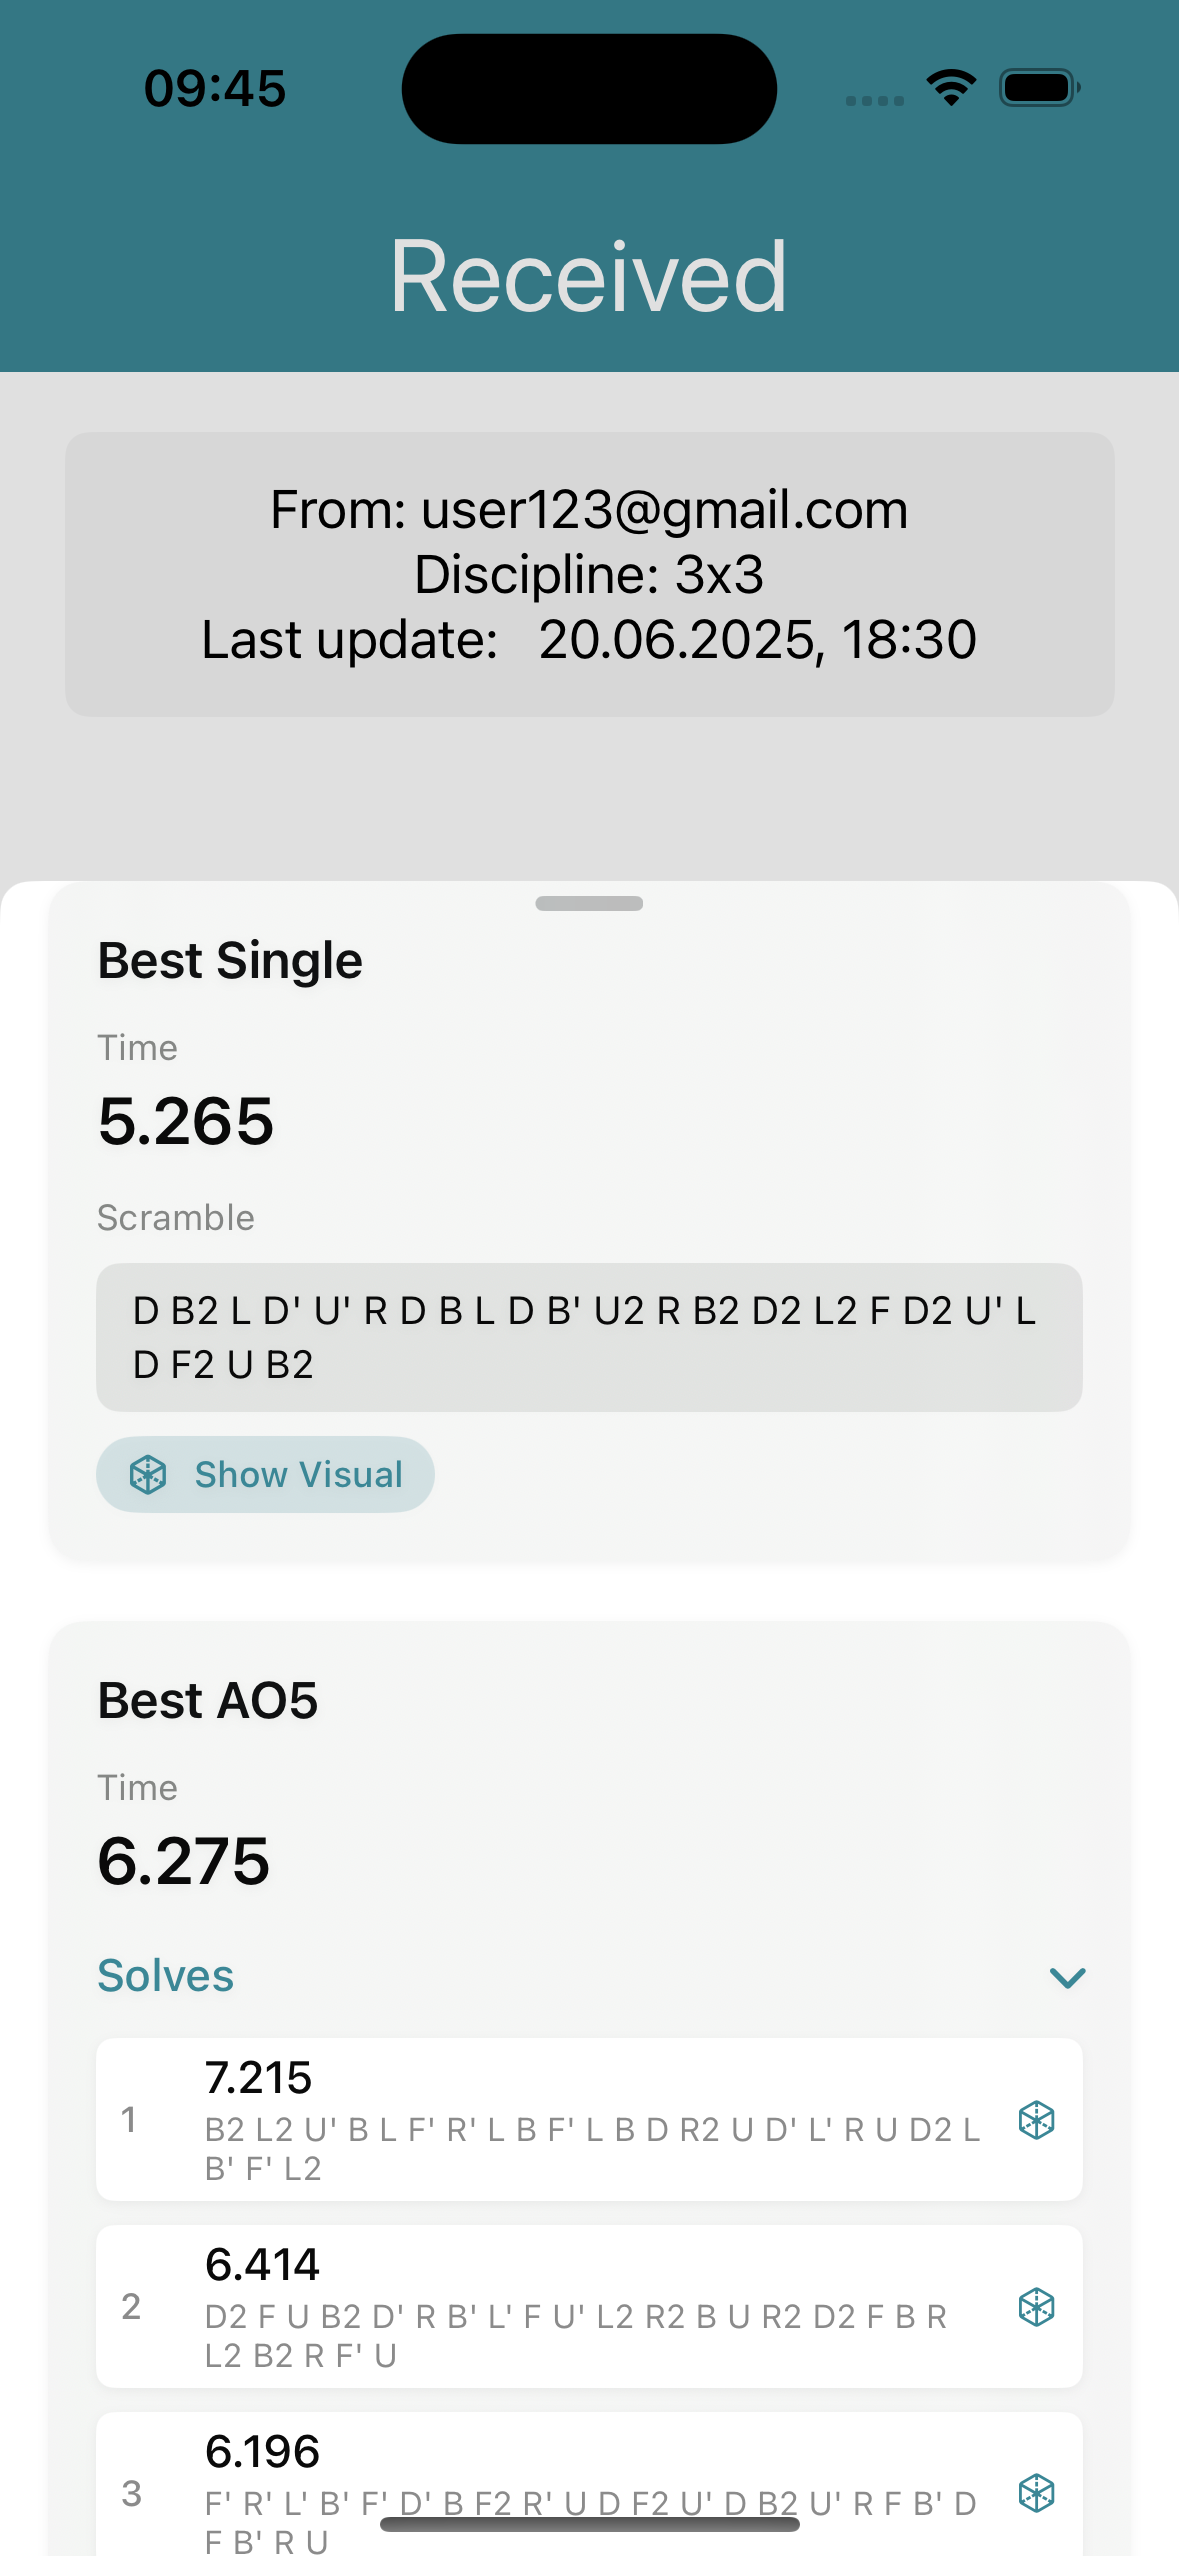 09:45
Received
From: user123@gmail.com
Discipline: 3x3
Last update: 20.06.2025, 18:30
Best Single
Time
5.265
Scramble
D B2 L D' U' R D B L D B' U2 R B2 D2 L2 F D2 U' L
D F2 U B2
Show Visual
Best AO5
Time
6.275
Solves
1
7.215
B2 L2 U' B L F' R' L B F' L B D R2 U D' L' R U D2 L
B' F' L2
2
6.414
D2 F U B2 D' R B' L' F U' L2 R2 B U R2 D2 F B R
L2 B2 R F' U
3
6.196
F' R' L' B' F' D' B F2 R' U D F2 U' D B2 U' R F B' D
F B' R U